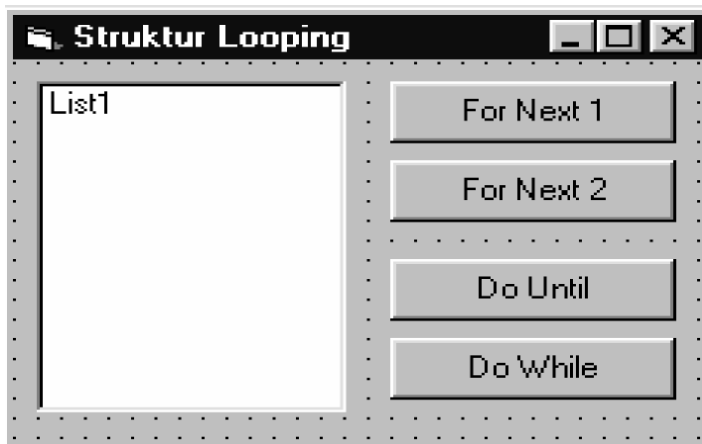 Struktur Looping
List1
For Next 1
For Next 2
Do Until
Do While